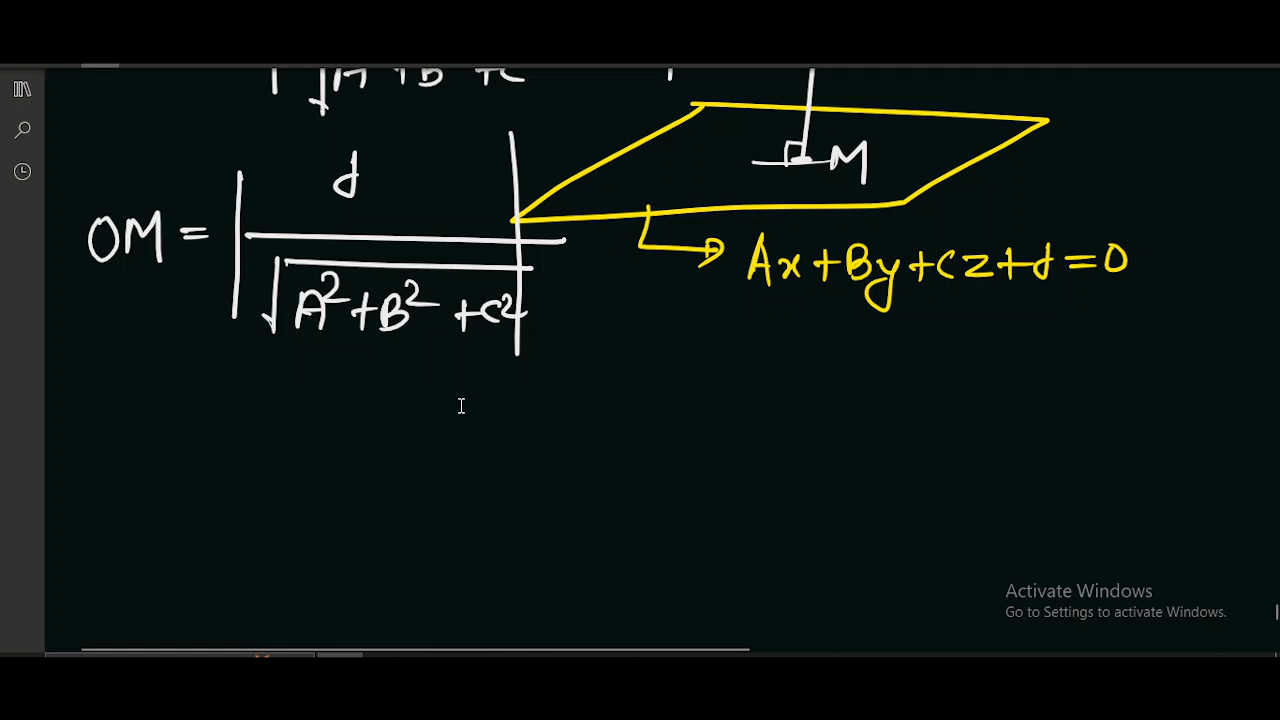 M
OM = | d / √(A²+B²+C²) |
Ax+By+Cz+d=0
Activate Windows
Go to Settings to activate Windows.